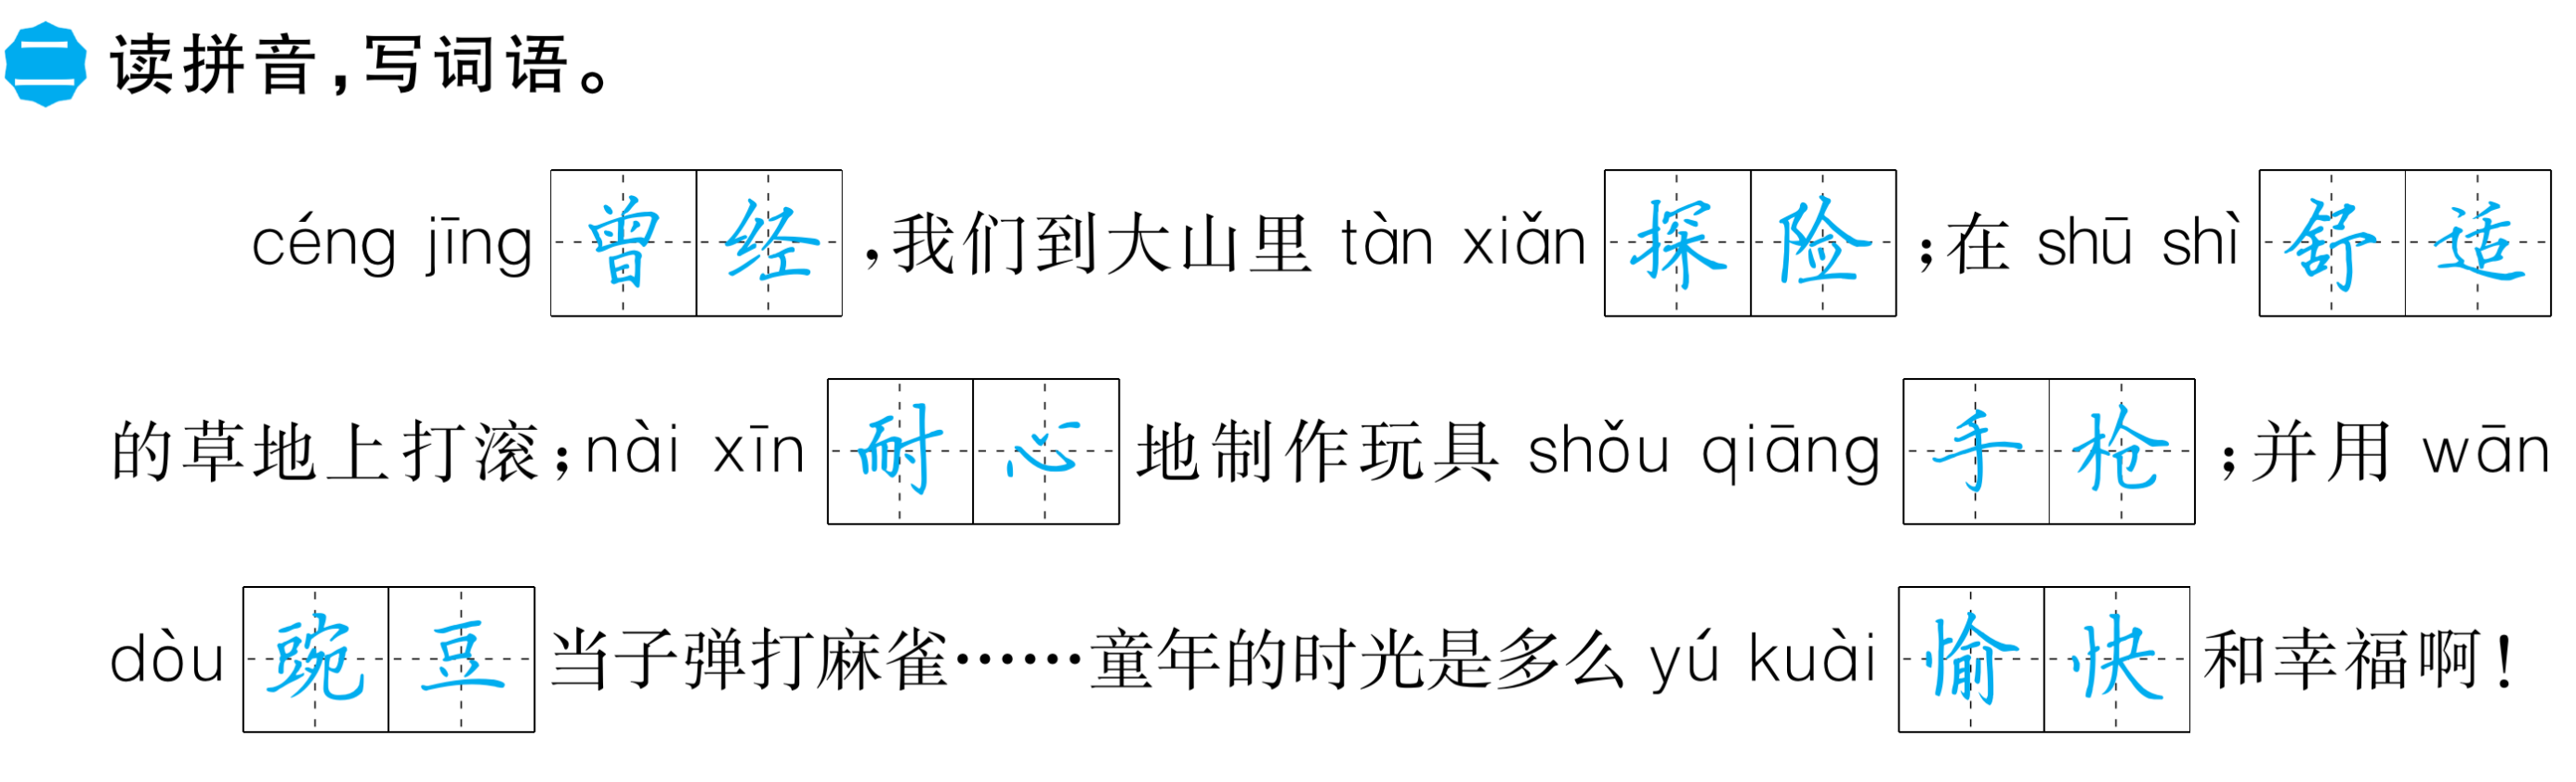 二 读拼音,写词语。
céng jīng 曾经,我们到大山里 tàn xiǎn 探险;在 shū shì 舒适
的草地上打滚;nài xīn 耐心地制作玩具 shǒu qiāng 手枪;并用 wān
dòu 豌豆当子弹打麻雀……童年的时光是多么 yú kuài 愉快和幸福啊!